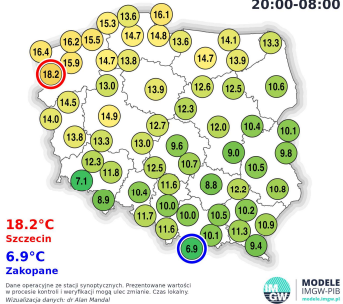 20:00-08:00
15.3 13.6 16.1
16.4 16.2 15.5 14.7 14.8 13.6 14.1 13.3
18.2 15.9 14.7 13.8 14.7 13.9
13.0 13.9 12.6 12.5 10.6
14.5 12.3
14.0 14.9 12.7 12.0 10.4 10.1
13.8 13.3 13.0 9.6 9.0 9.8
12.3 11.8 12.5 10.7 10.5
7.1 10.4 11.6 8.8 12.2 10.8
8.9 10.0 10.0 10.5 10.2
11.7 11.6 10.1 11.3 10.9
6.9 9.4
18.2°C
Szczecin
6.9°C
Zakopane
Dane operacyjne ze stacji synoptycznych. Prezentowane wartości
w procesie kontroli i weryfikacji mogą ulec zmianie. Czas lokalny.
Wizualizacja danych: dr Alan Mandal
IM
GW
MODELE
IMGW-PIB
modele.imgw.pl